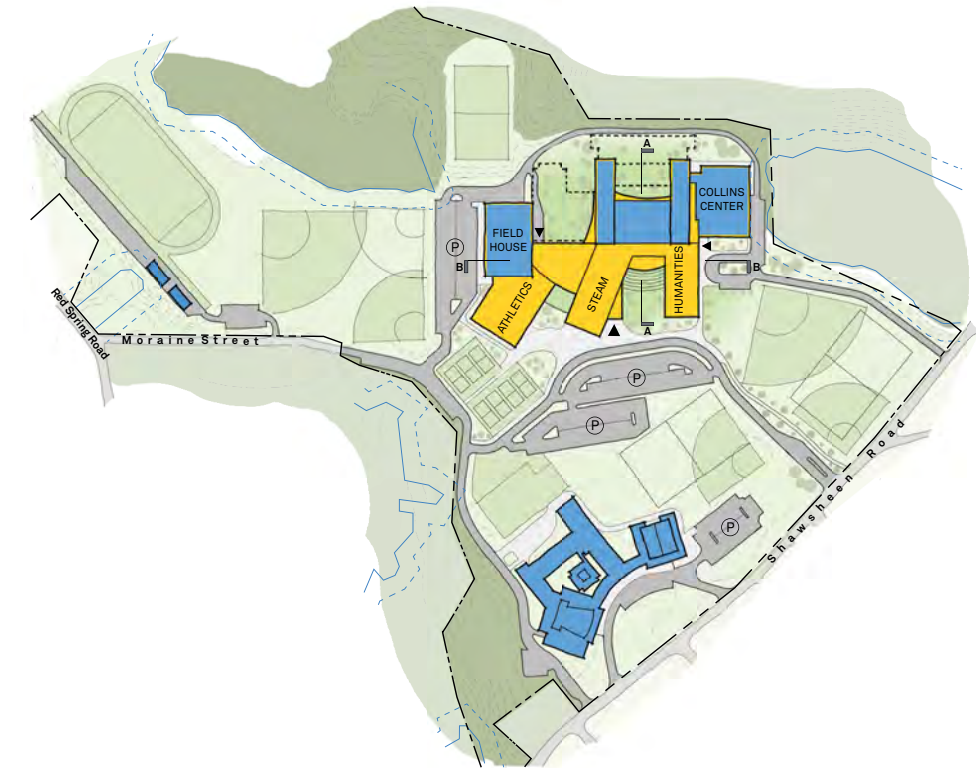 A
COLLINS
CENTER
FIELD
HOUSE
P
B
B
HUMANITIES
STEAM
ATHLETICS
A
Red Spring Road
Moraine Street
P
P
Shawsheen Road
P